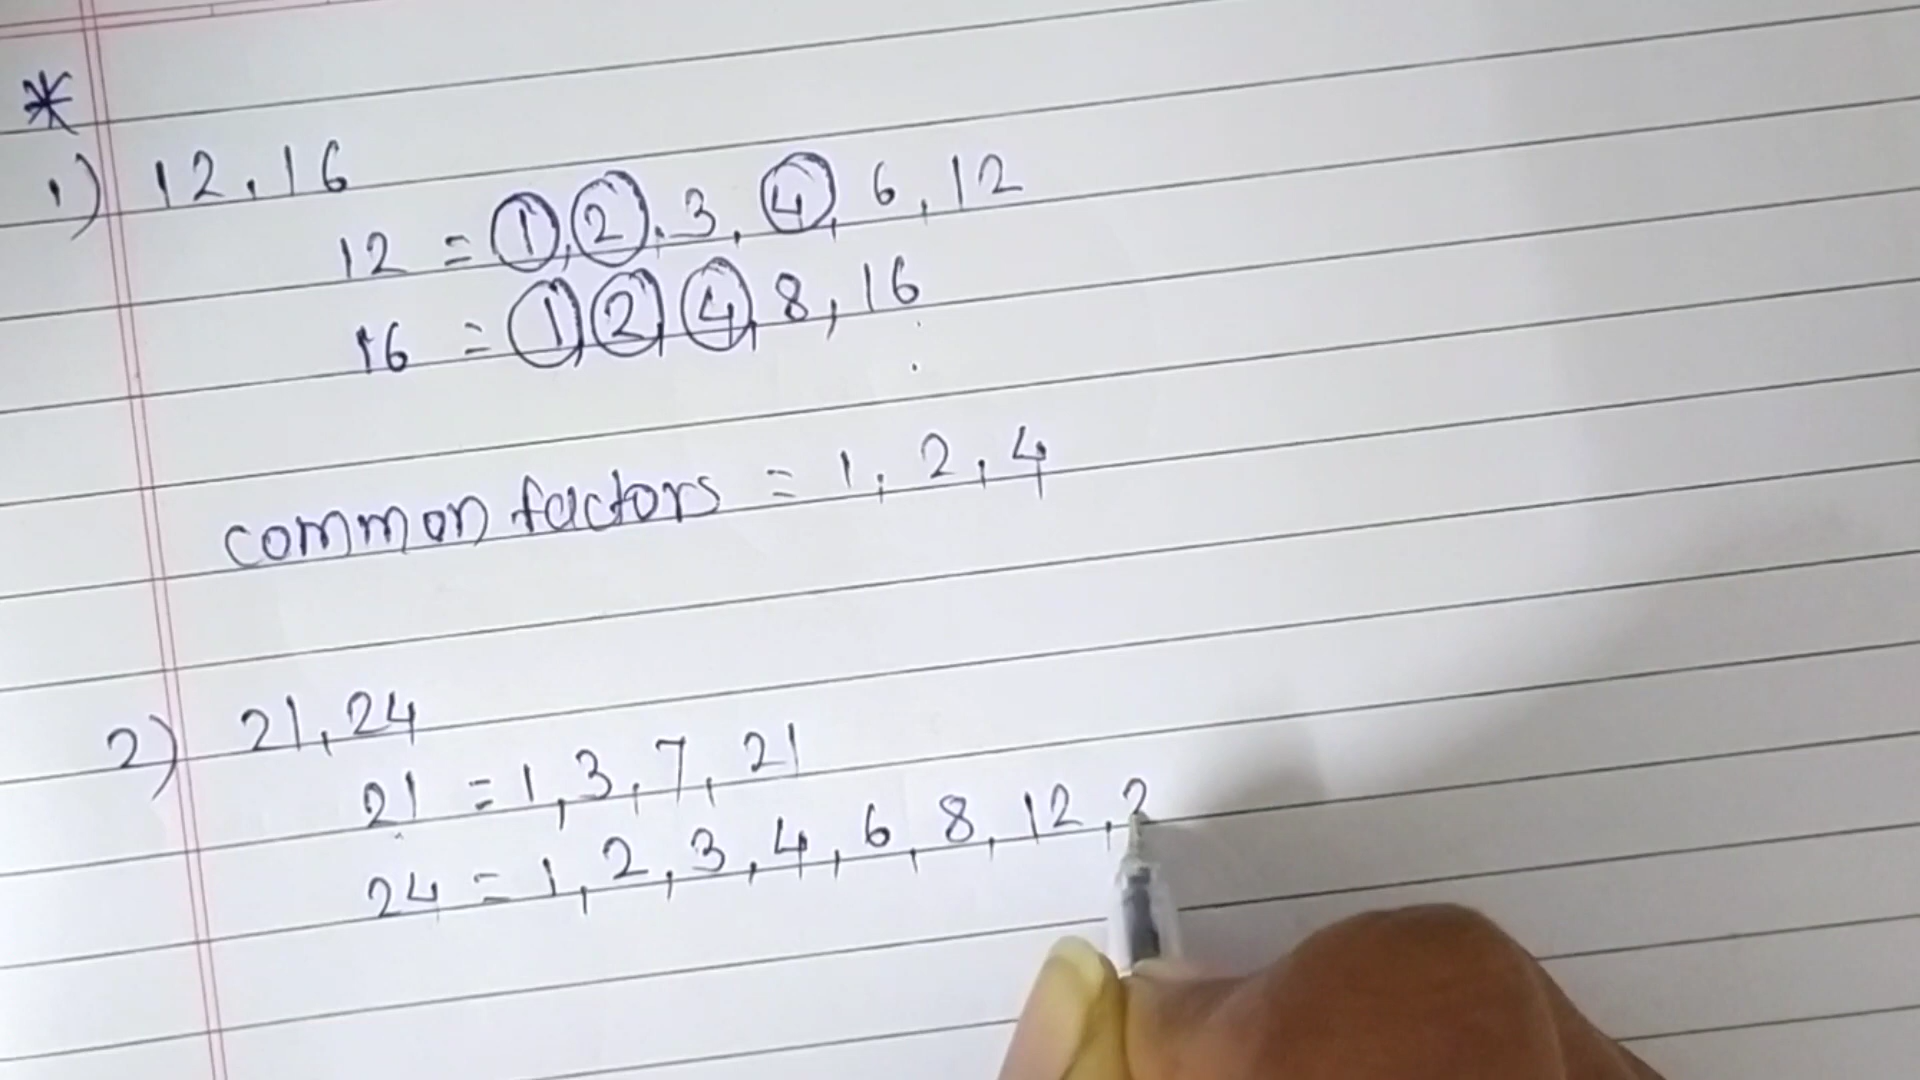 *
1) 12, 16
12 = 1, 2, 3, 4, 6, 12
16 = 1, 2, 4, 8, 16
common factors = 1, 2, 4
2) 21, 24
21 = 1, 3, 7, 21
24 = 1, 2, 3, 4, 6, 8, 12, 2